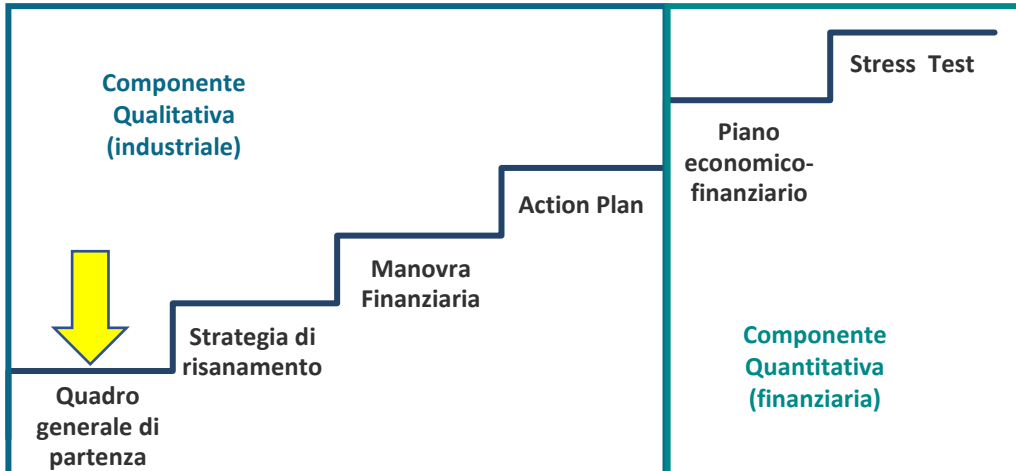 Componente
Qualitativa
(industriale)
Quadro
generale di
partenza
Strategia di
risanamento
Manovra
Finanziaria
Action Plan
Piano
economico-
finanziario
Stress Test
Componente
Quantitativa
(finanziaria)